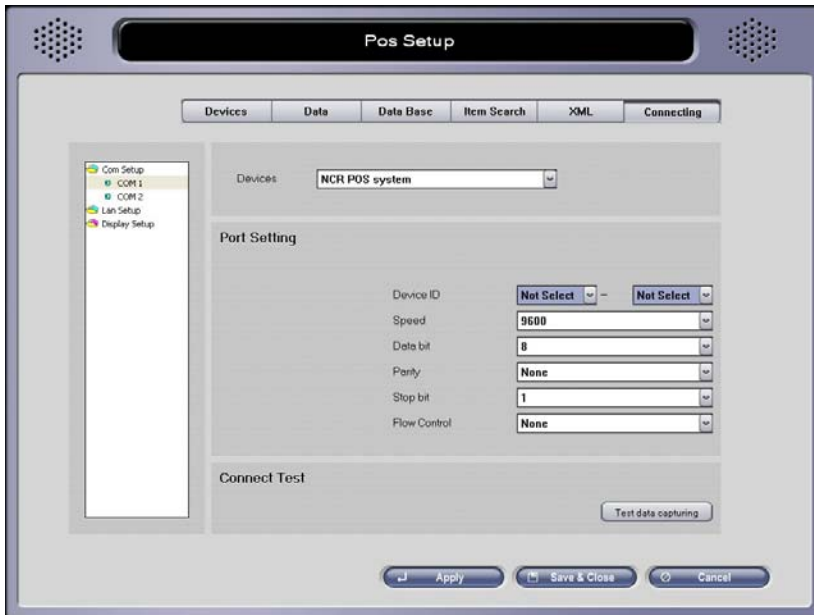 Pos Setup
Devices Data Data Base Item Search XML Connecting
Com Setup
COM 1
COM 2
Lan Setup
Display Setup
Devices NCR POS system
Port Setting
Device ID Not Select – Not Select
Speed 9600
Data bit 8
Parity None
Stop bit 1
Flow Control None
Connect Test
Test data capturing
Apply Save & Close Cancel